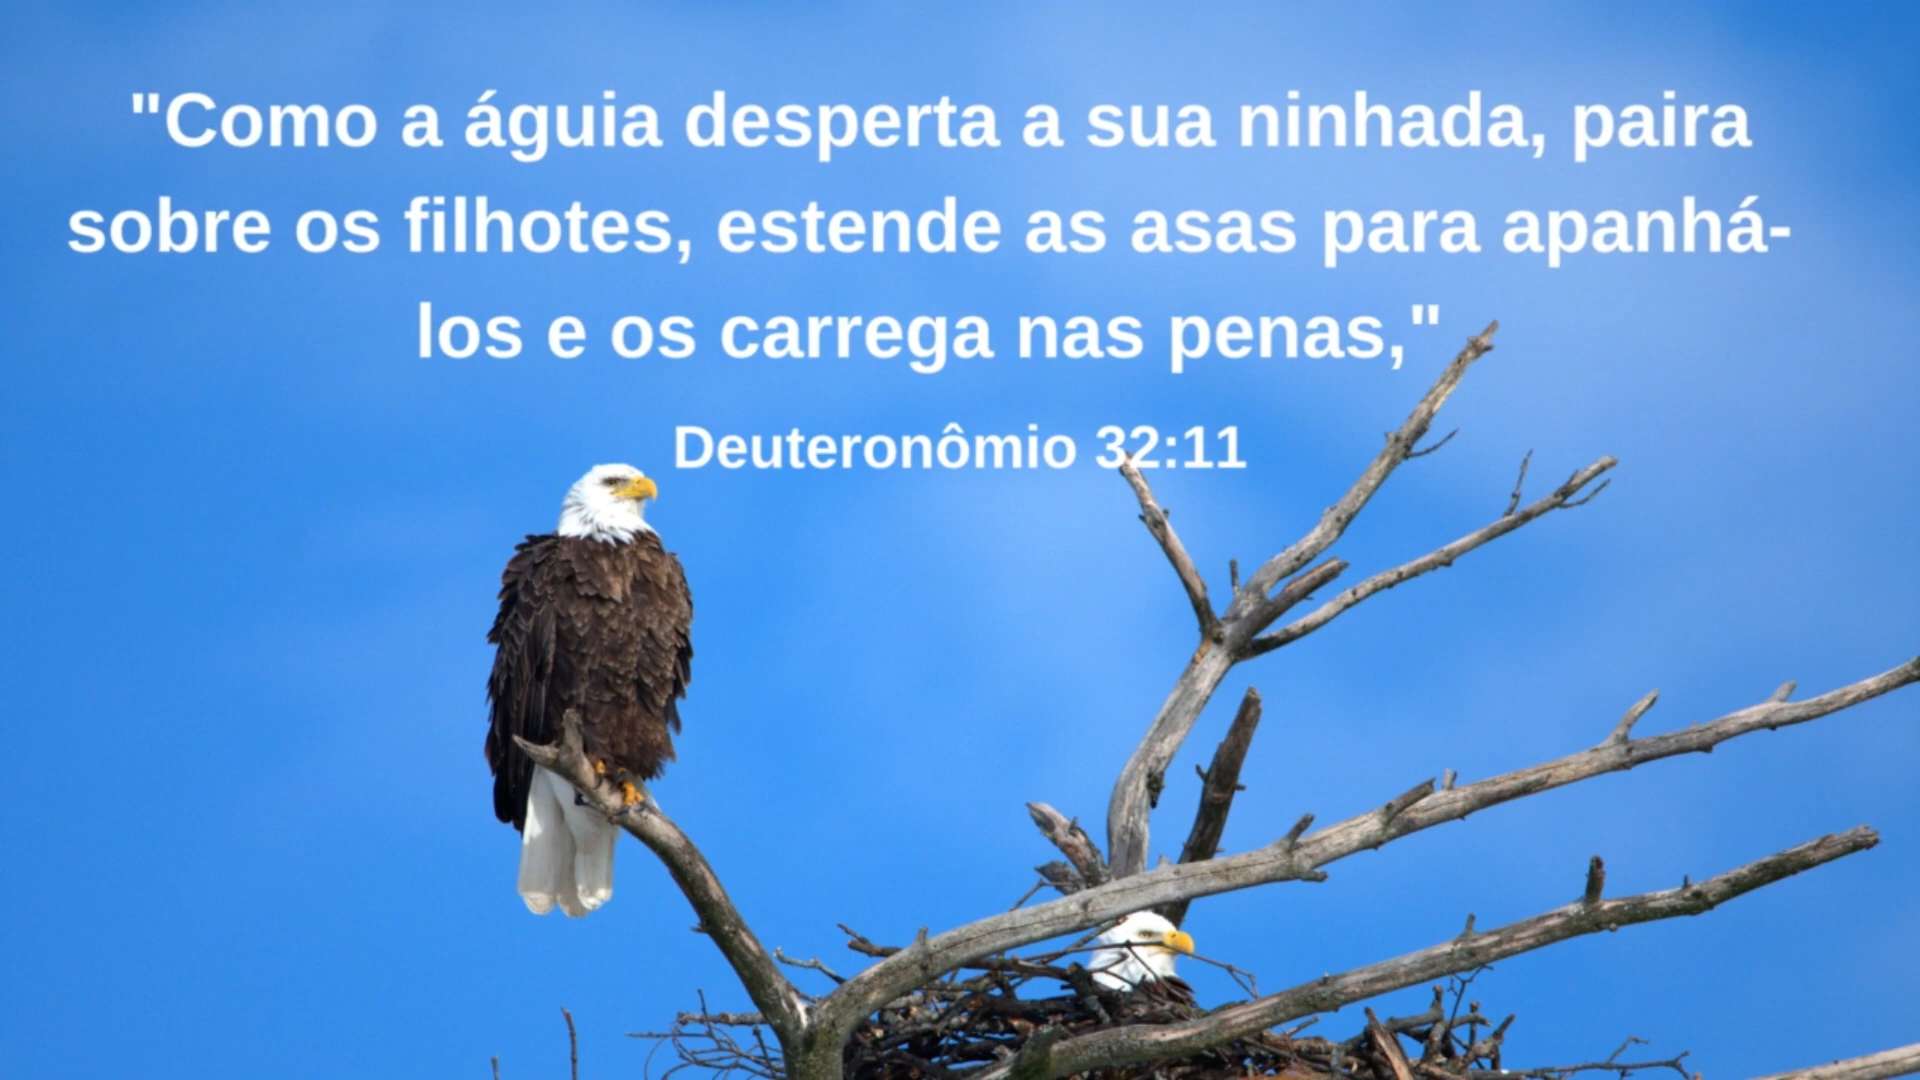 "Como a águia desperta a sua ninhada, paira
sobre os filhotes, estende as asas para apanhá-
los e os carrega nas penas,"
Deuteronômio 32:11